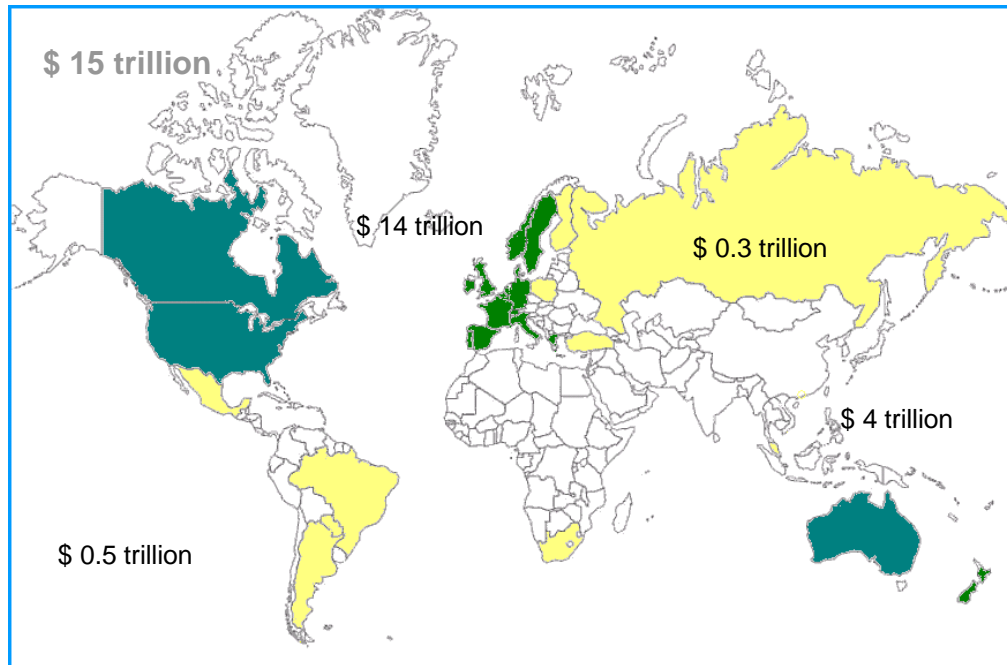 $ 15 trillion
$ 14 trillion
$ 0.3 trillion
$ 4 trillion
$ 0.5 trillion